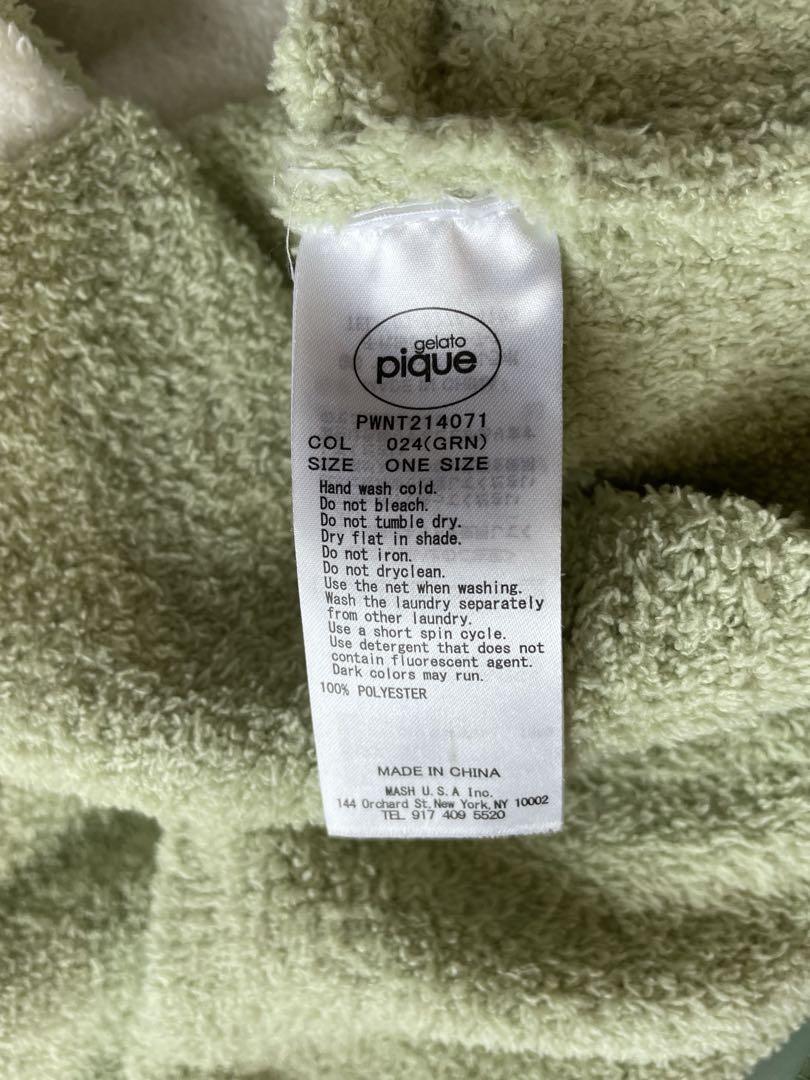 gelato
pique
PWNT214071
COL 024(GRN)
SIZE ONE SIZE
Hand wash cold.
Do not bleach.
Do not tumble dry.
Dry flat in shade.
Do not iron.
Do not dryclean.
Use the net when washing.
Wash the laundry separately
from other laundry.
Use a short spin cycle.
Use detergent that does not
contain fluorescent agent.
Dark colors may run.
100% POLYESTER
MADE IN CHINA
MASH U.S.A Inc.
144 Orchard St, New York, NY 10002
TEL 917 409 5520